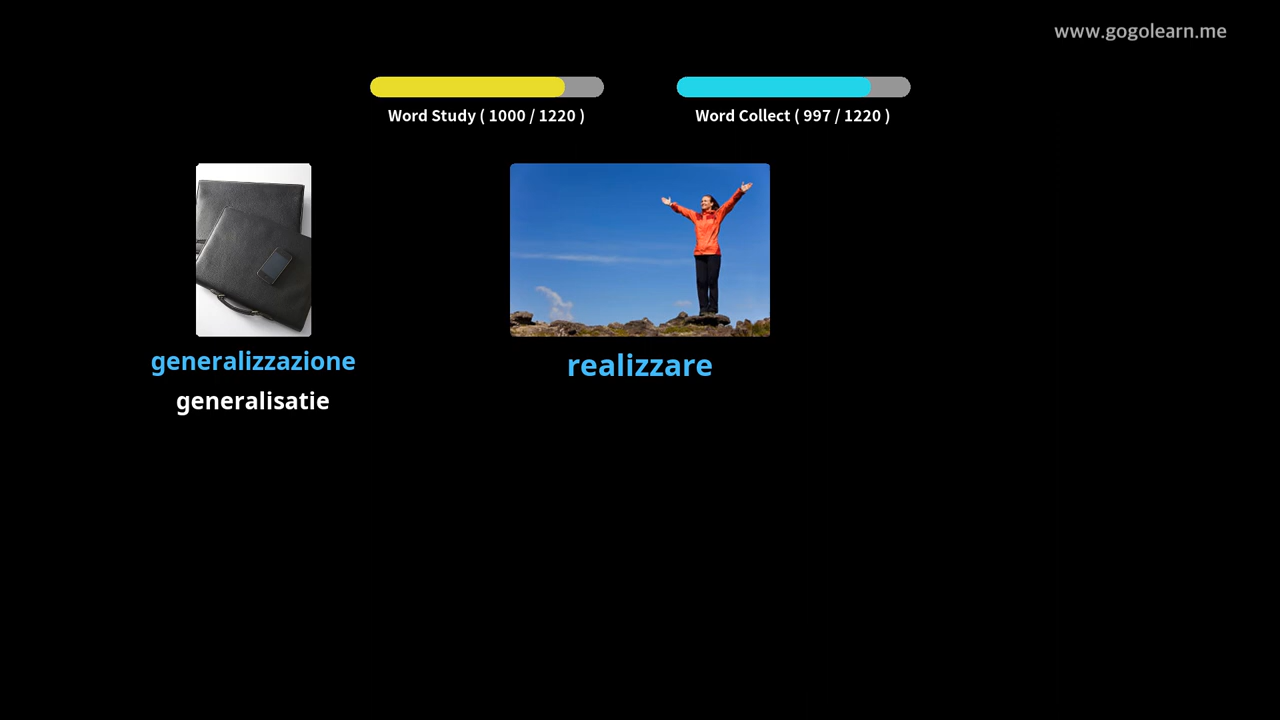 www.gogolearn.me
Word Study ( 1000 / 1220 )
Word Collect ( 997 / 1220 )
generalizzazione
generalisatie
realizzare